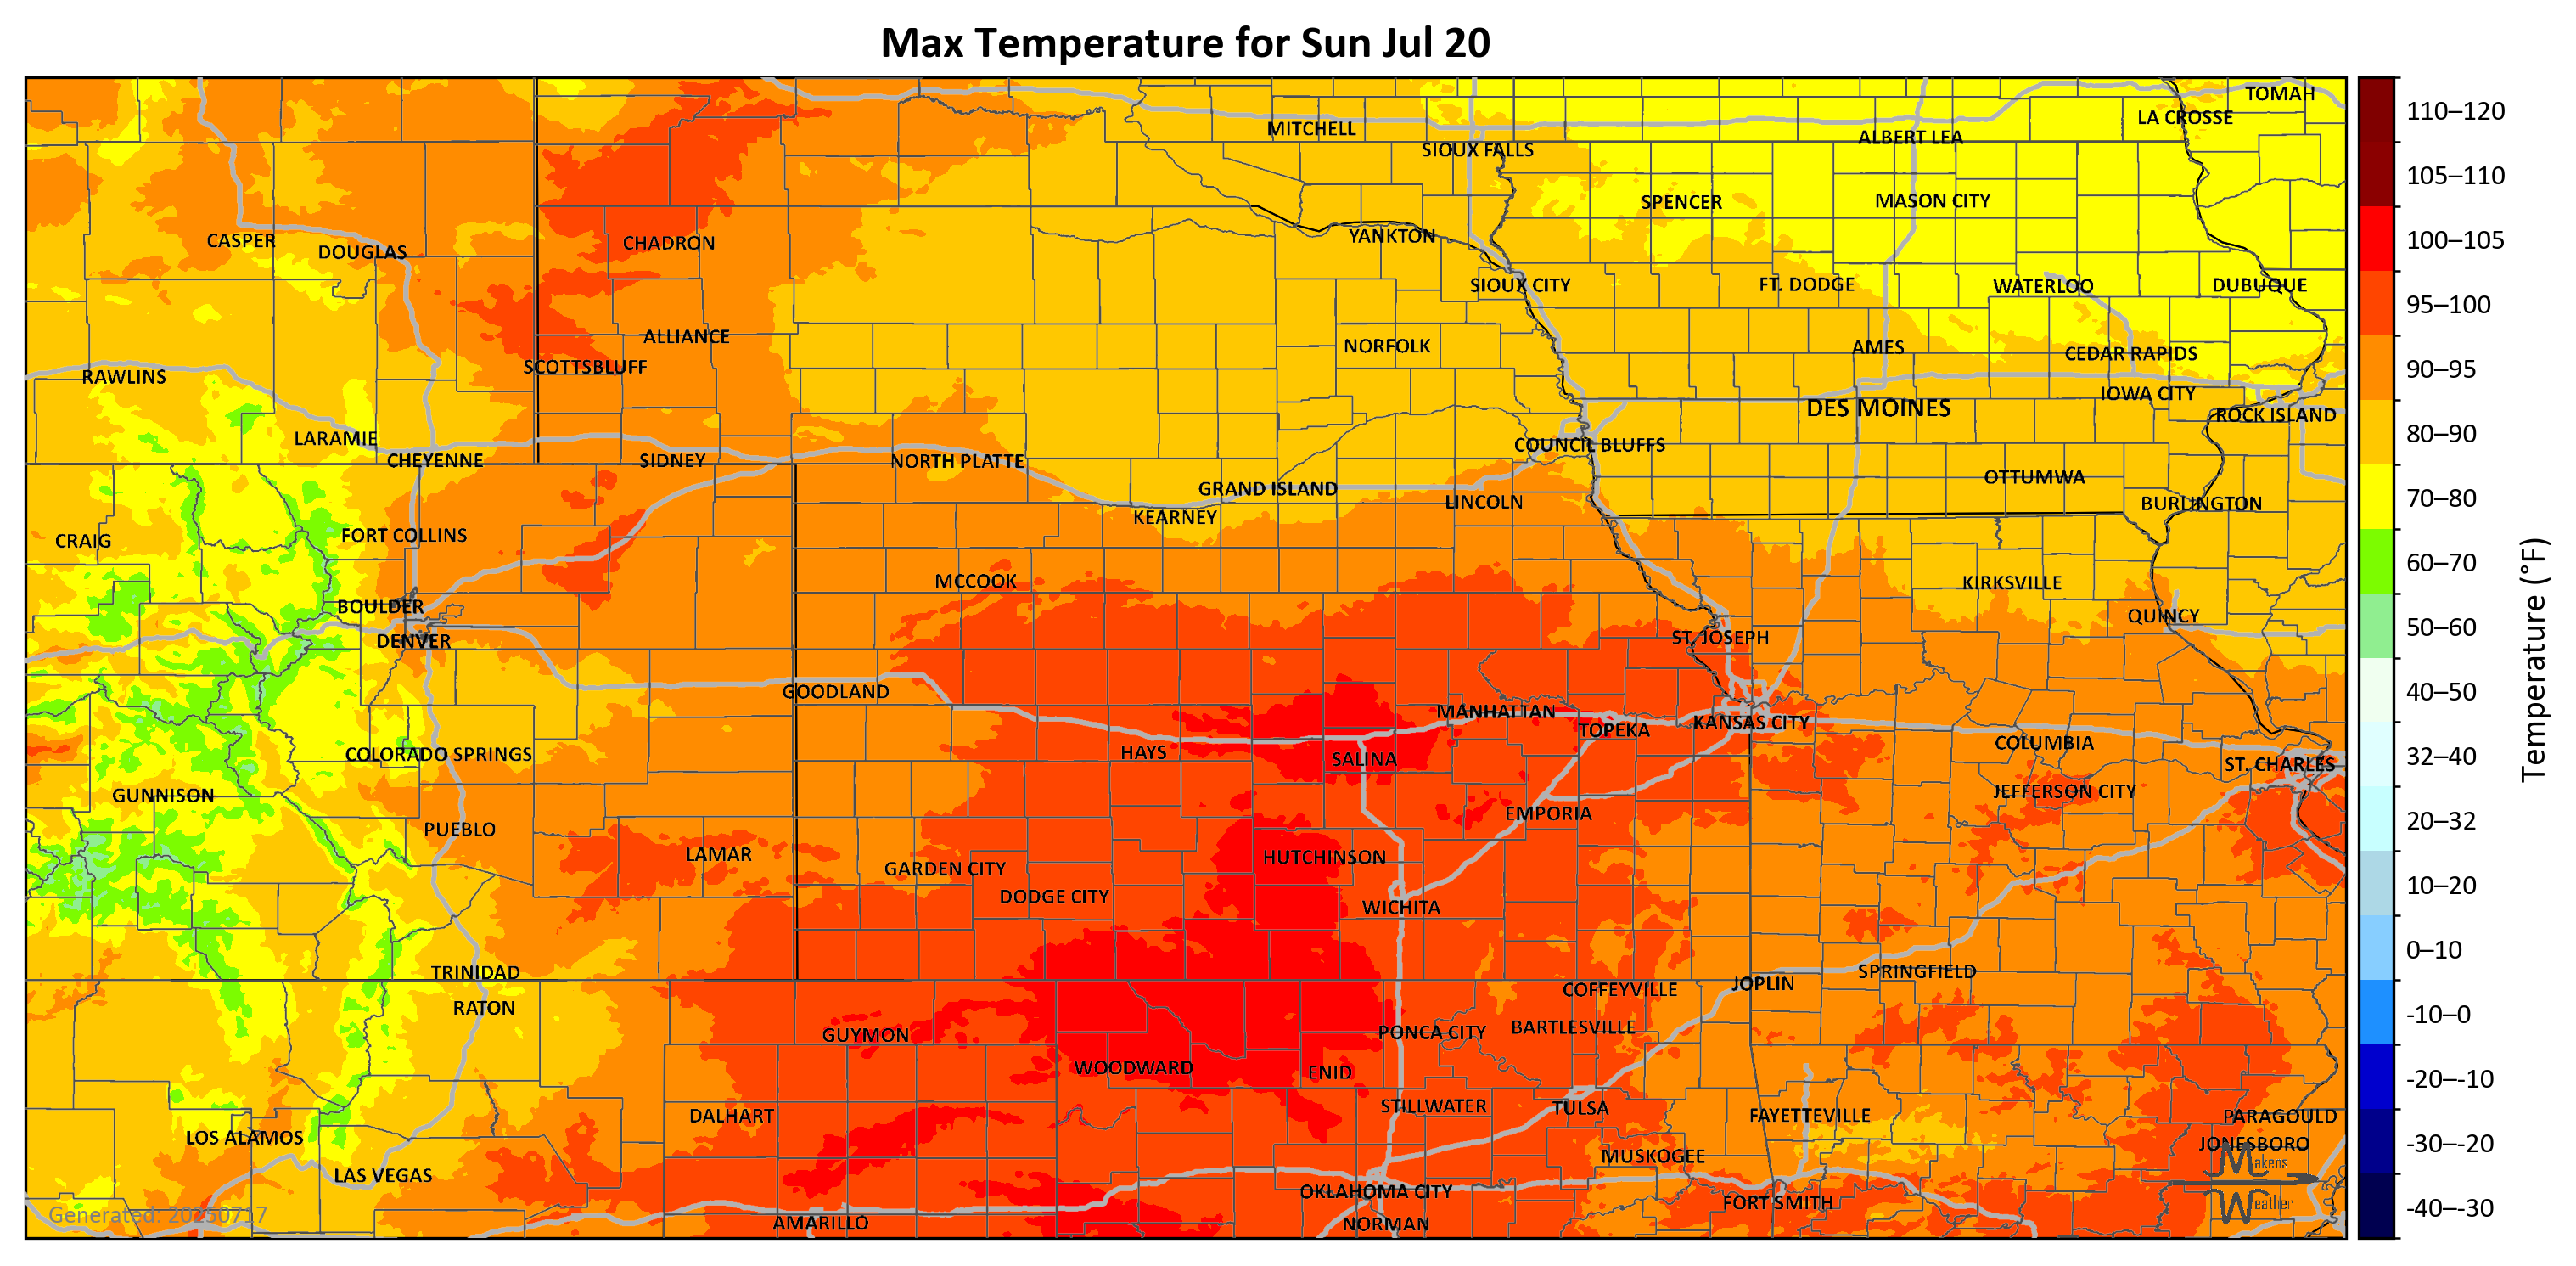 Max Temperature for Sun Jul 20
TOMAH
LA CROSSE
MITCHELL
ALBERT LEA
SIOUX FALLS
SPENCER
MASON CITY
CASPER
DOUGLAS
CHADRON
YANKTON
SIOUX CITY
FT. DODGE
WATERLOO
DUBUQUE
ALLIANCE
NORFOLK
AMES
CEDAR RAPIDS
SCOTTSBLUFF
RAWLINS
IOWA CITY
DES MOINES
ROCK ISLAND
LARAMIE
COUNCIL BLUFFS
CHEYENNE
SIDNEY
NORTH PLATTE
OTTUMWA
GRAND ISLAND
LINCOLN
BURLINGTON
KEARNEY
FORT COLLINS
CRAIG
MCCOOK
KIRKSVILLE
BOULDER
QUINCY
DENVER
ST. JOSEPH
GOODLAND
MANHATTAN
KANSAS CITY
TOPEKA
COLUMBIA
COLORADO SPRINGS
HAYS
SALINA
ST. CHARLES
GUNNISON
JEFFERSON CITY
EMPORIA
PUEBLO
LAMAR
HUTCHINSON
GARDEN CITY
DODGE CITY
WICHITA
TRINIDAD
SPRINGFIELD
JOPLIN
COFFEYVILLE
RATON
GUYMON
PONCA CITY
BARTLESVILLE
WOODWARD
ENID
STILLWATER
TULSA
DALHART
FAYETTEVILLE
PARAGOULD
LOS ALAMOS
JONESBORO
MUSKOGEE
LAS VEGAS
OKLAHOMA CITY
FORT SMITH
AMARILLO
NORMAN
Generated: 20250717
Makens
Weather
110–120
105–110
100–105
95–100
90–95
80–90
70–80
60–70
50–60
40–50
32–40
20–32
10–20
0–10
-10–0
-20–-10
-30–-20
-40–-30
Temperature (°F)